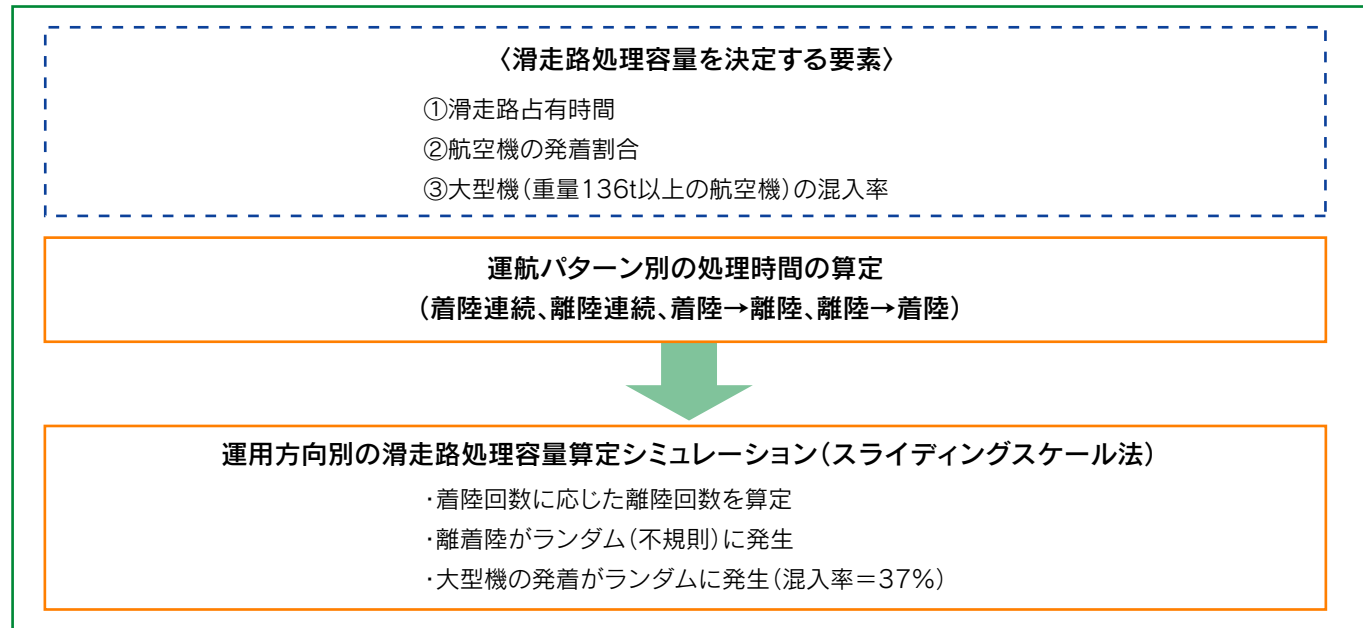 〈滑走路処理容量を決定する要素〉
①滑走路占有時間
②航空機の発着割合
③大型機(重量136t以上の航空機)の混入率
運航パターン別の処理時間の算定
(着陸連続、離陸連続、着陸→離陸、離陸→着陸)
運用方向別の滑走路処理容量算定シミュレーション(スライディングスケール法)
・着陸回数に応じた離陸回数を算定
・離着陸がランダム(不規則)に発生
・大型機の発着がランダムに発生(混入率＝37%)